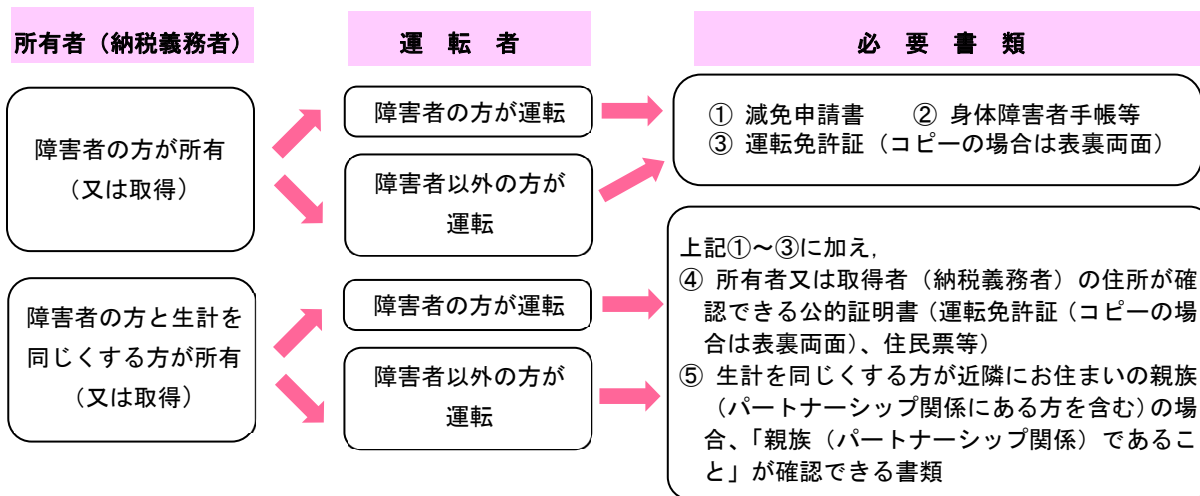 所有者(納税義務者)
運 転 者
必 要 書 類
障害者の方が所有
(又は取得)
障害者の方が運転
障害者以外の方が
運転
① 減免申請書 ② 身体障害者手帳等
③ 運転免許証(コピーの場合は表裏両面)
障害者の方と生計を
同じくする方が所有
(又は取得)
障害者の方が運転
障害者以外の方が
運転
上記①~③に加え,
④ 所有者又は取得者(納税義務者)の住所が確
認できる公的証明書(運転免許証(コピーの場
合は表裏両面)、住民票等)
⑤ 生計を同じくする方が近隣にお住まいの親族
(パートナーシップ関係にある方を含む)の場
合、「親族(パートナーシップ関係)であるこ
と」が確認できる書類